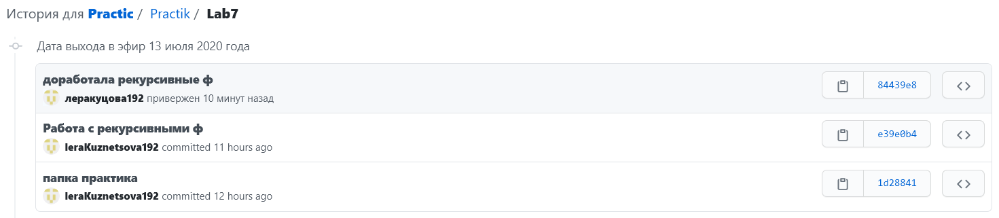 История для Practic / Practik / Lab7
Дата выхода в эфир 13 июля 2020 года
доработала рекурсивные ф
леракуцова192 привержен 10 минут назад
84439e8
Работа с рекурсивными ф
leraKuznetsova192 committed 11 hours ago
e39e0b4
папка практика
leraKuznetsova192 committed 12 hours ago
1d28841